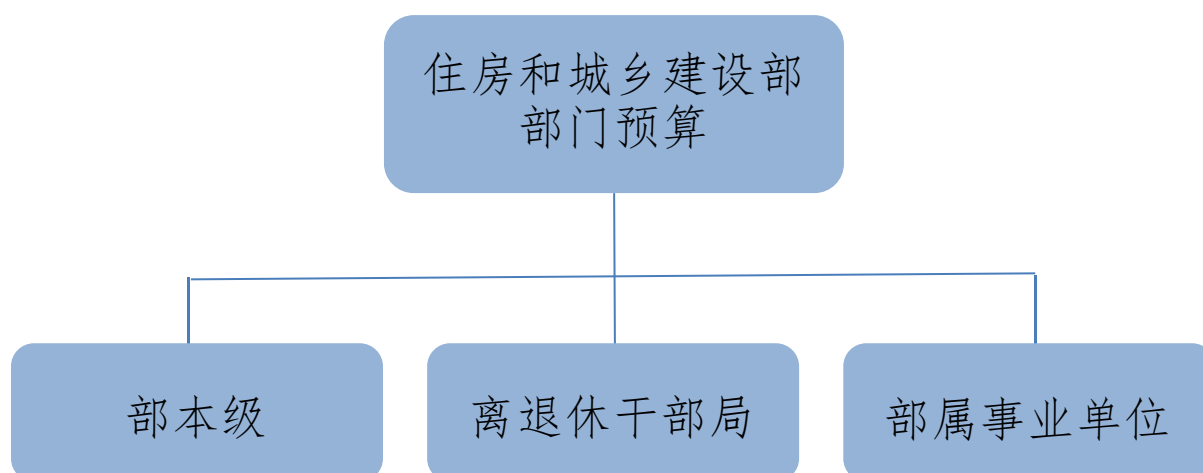 住房和城乡建设部
部门预算
部本级
离退休干部局
部属事业单位